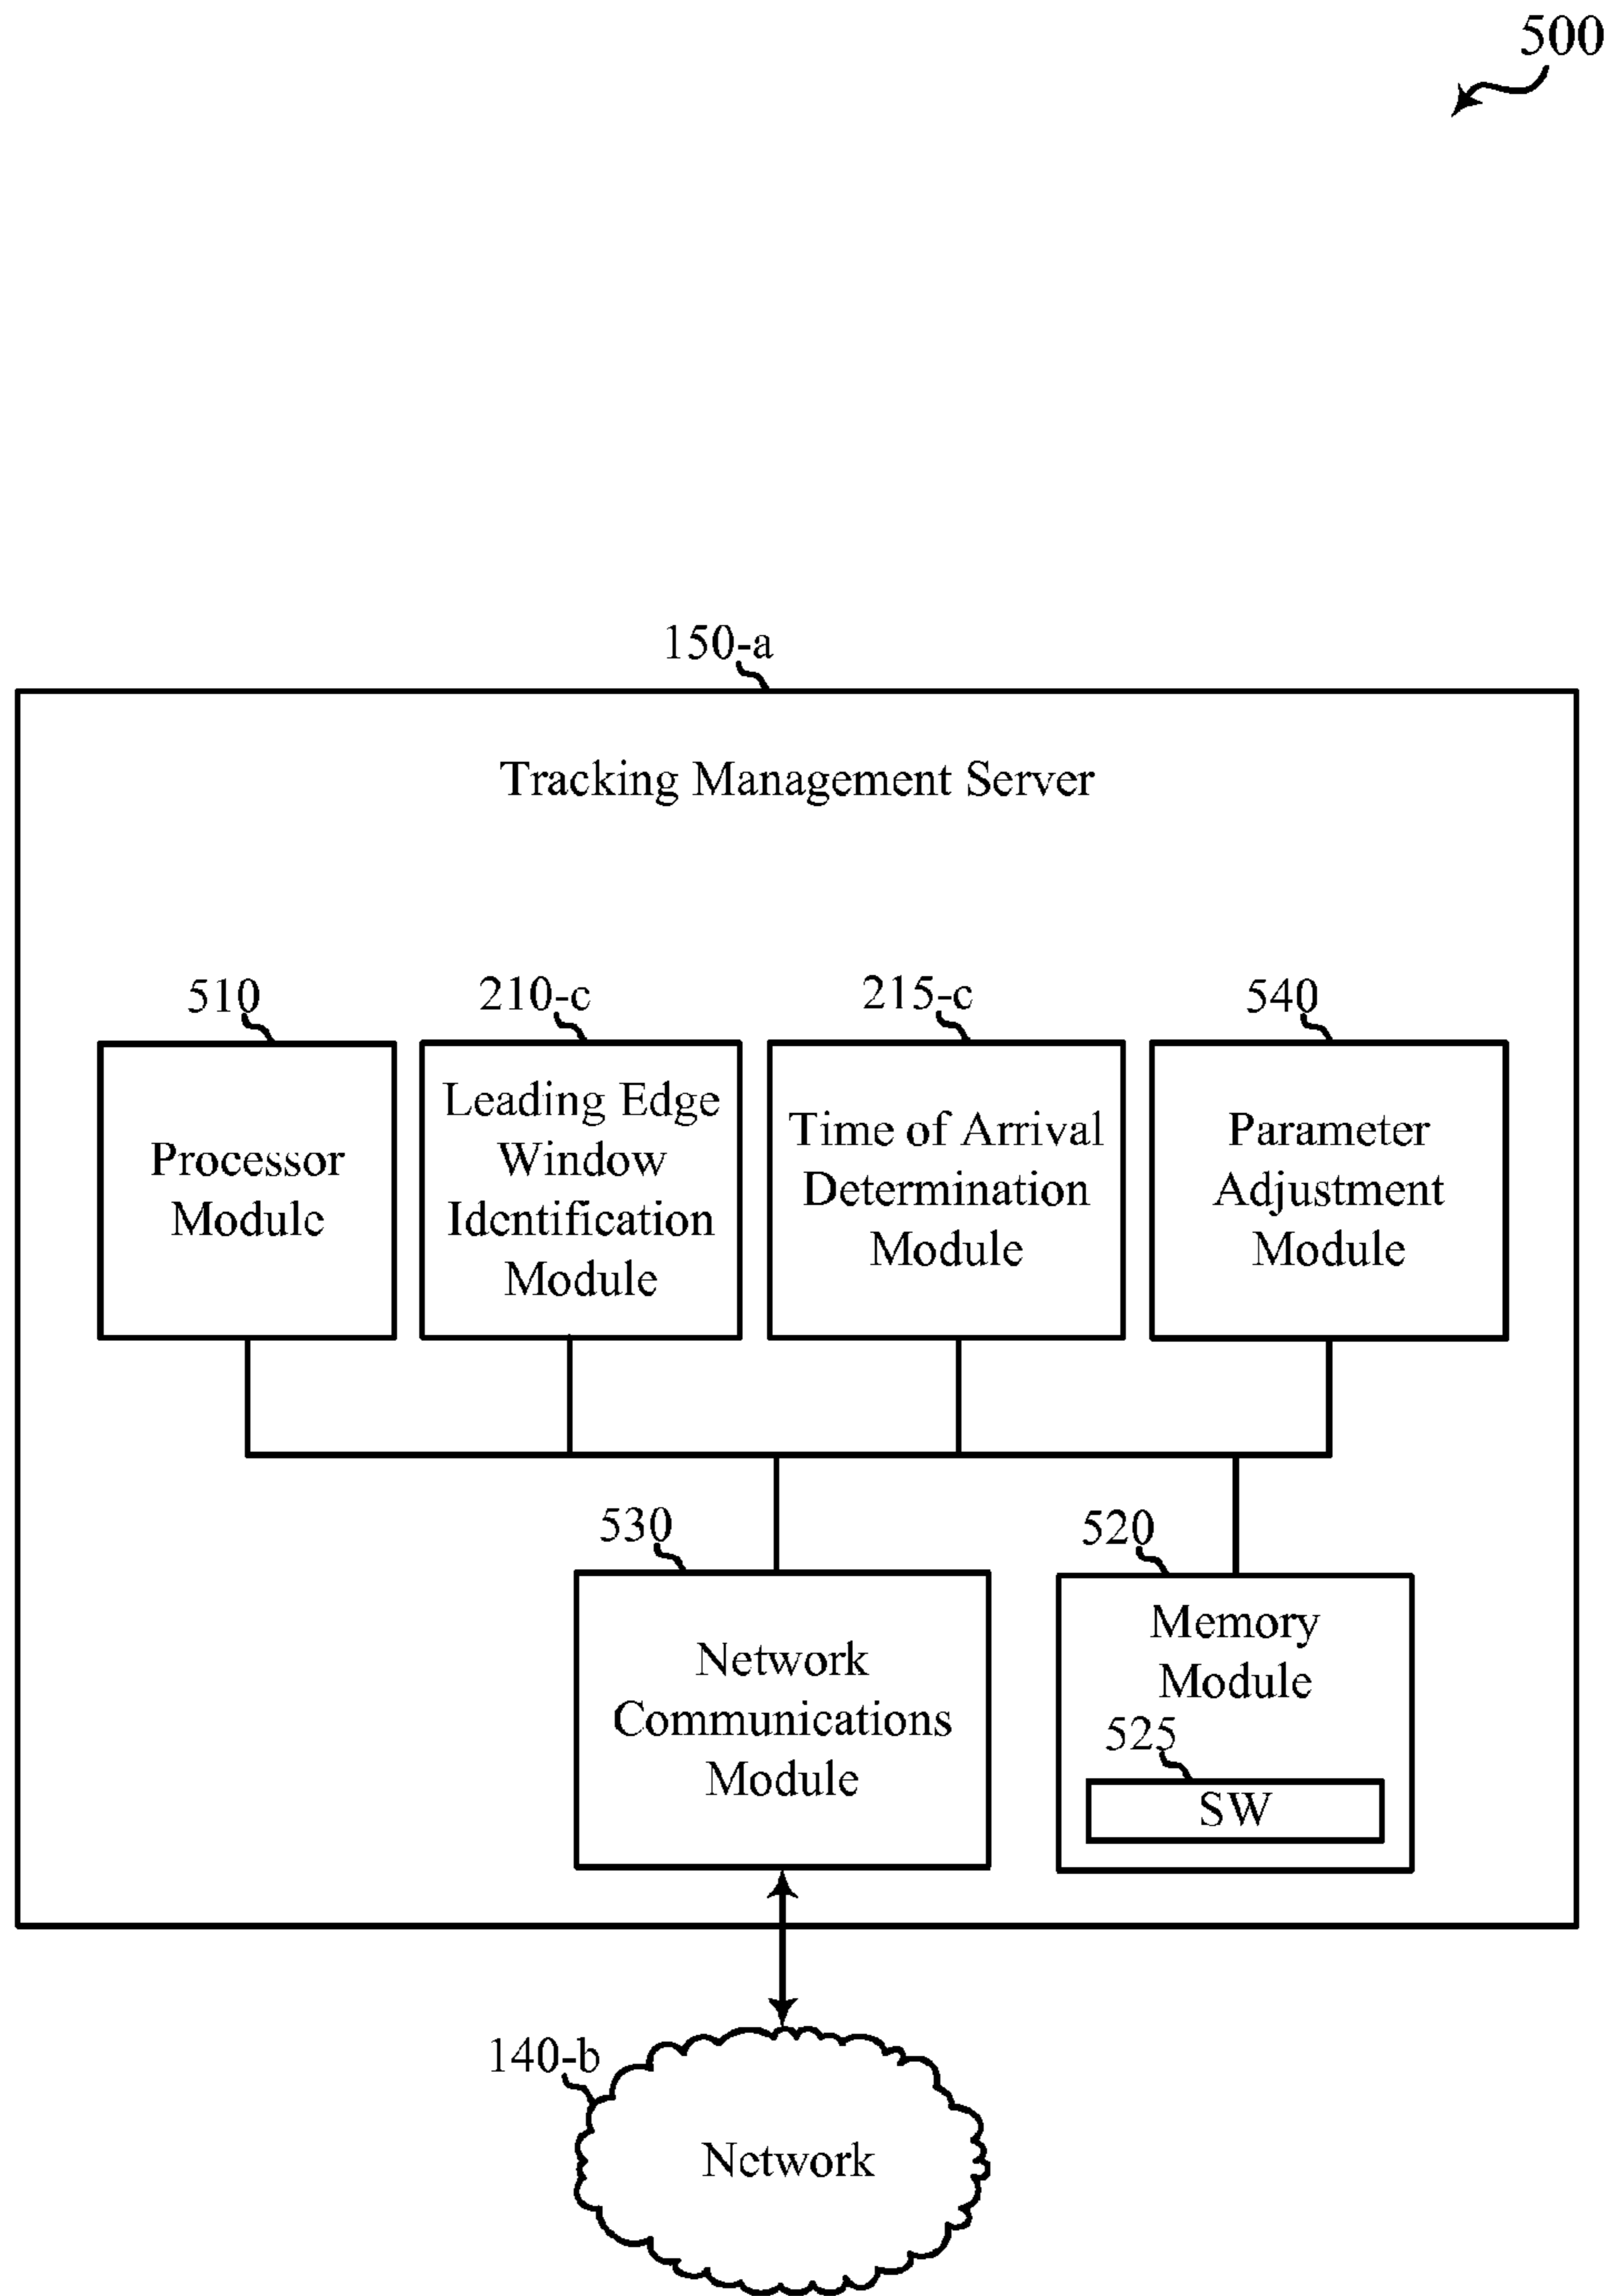 500
150-a
Tracking Management Server
510
210-c
215-c
540
Processor
Module
Leading Edge
Window
Identification
Module
Time of Arrival
Determination
Module
Parameter
Adjustment
Module
530
520
Network
Communications
Module
Memory
Module
525
SW
140-b
Network